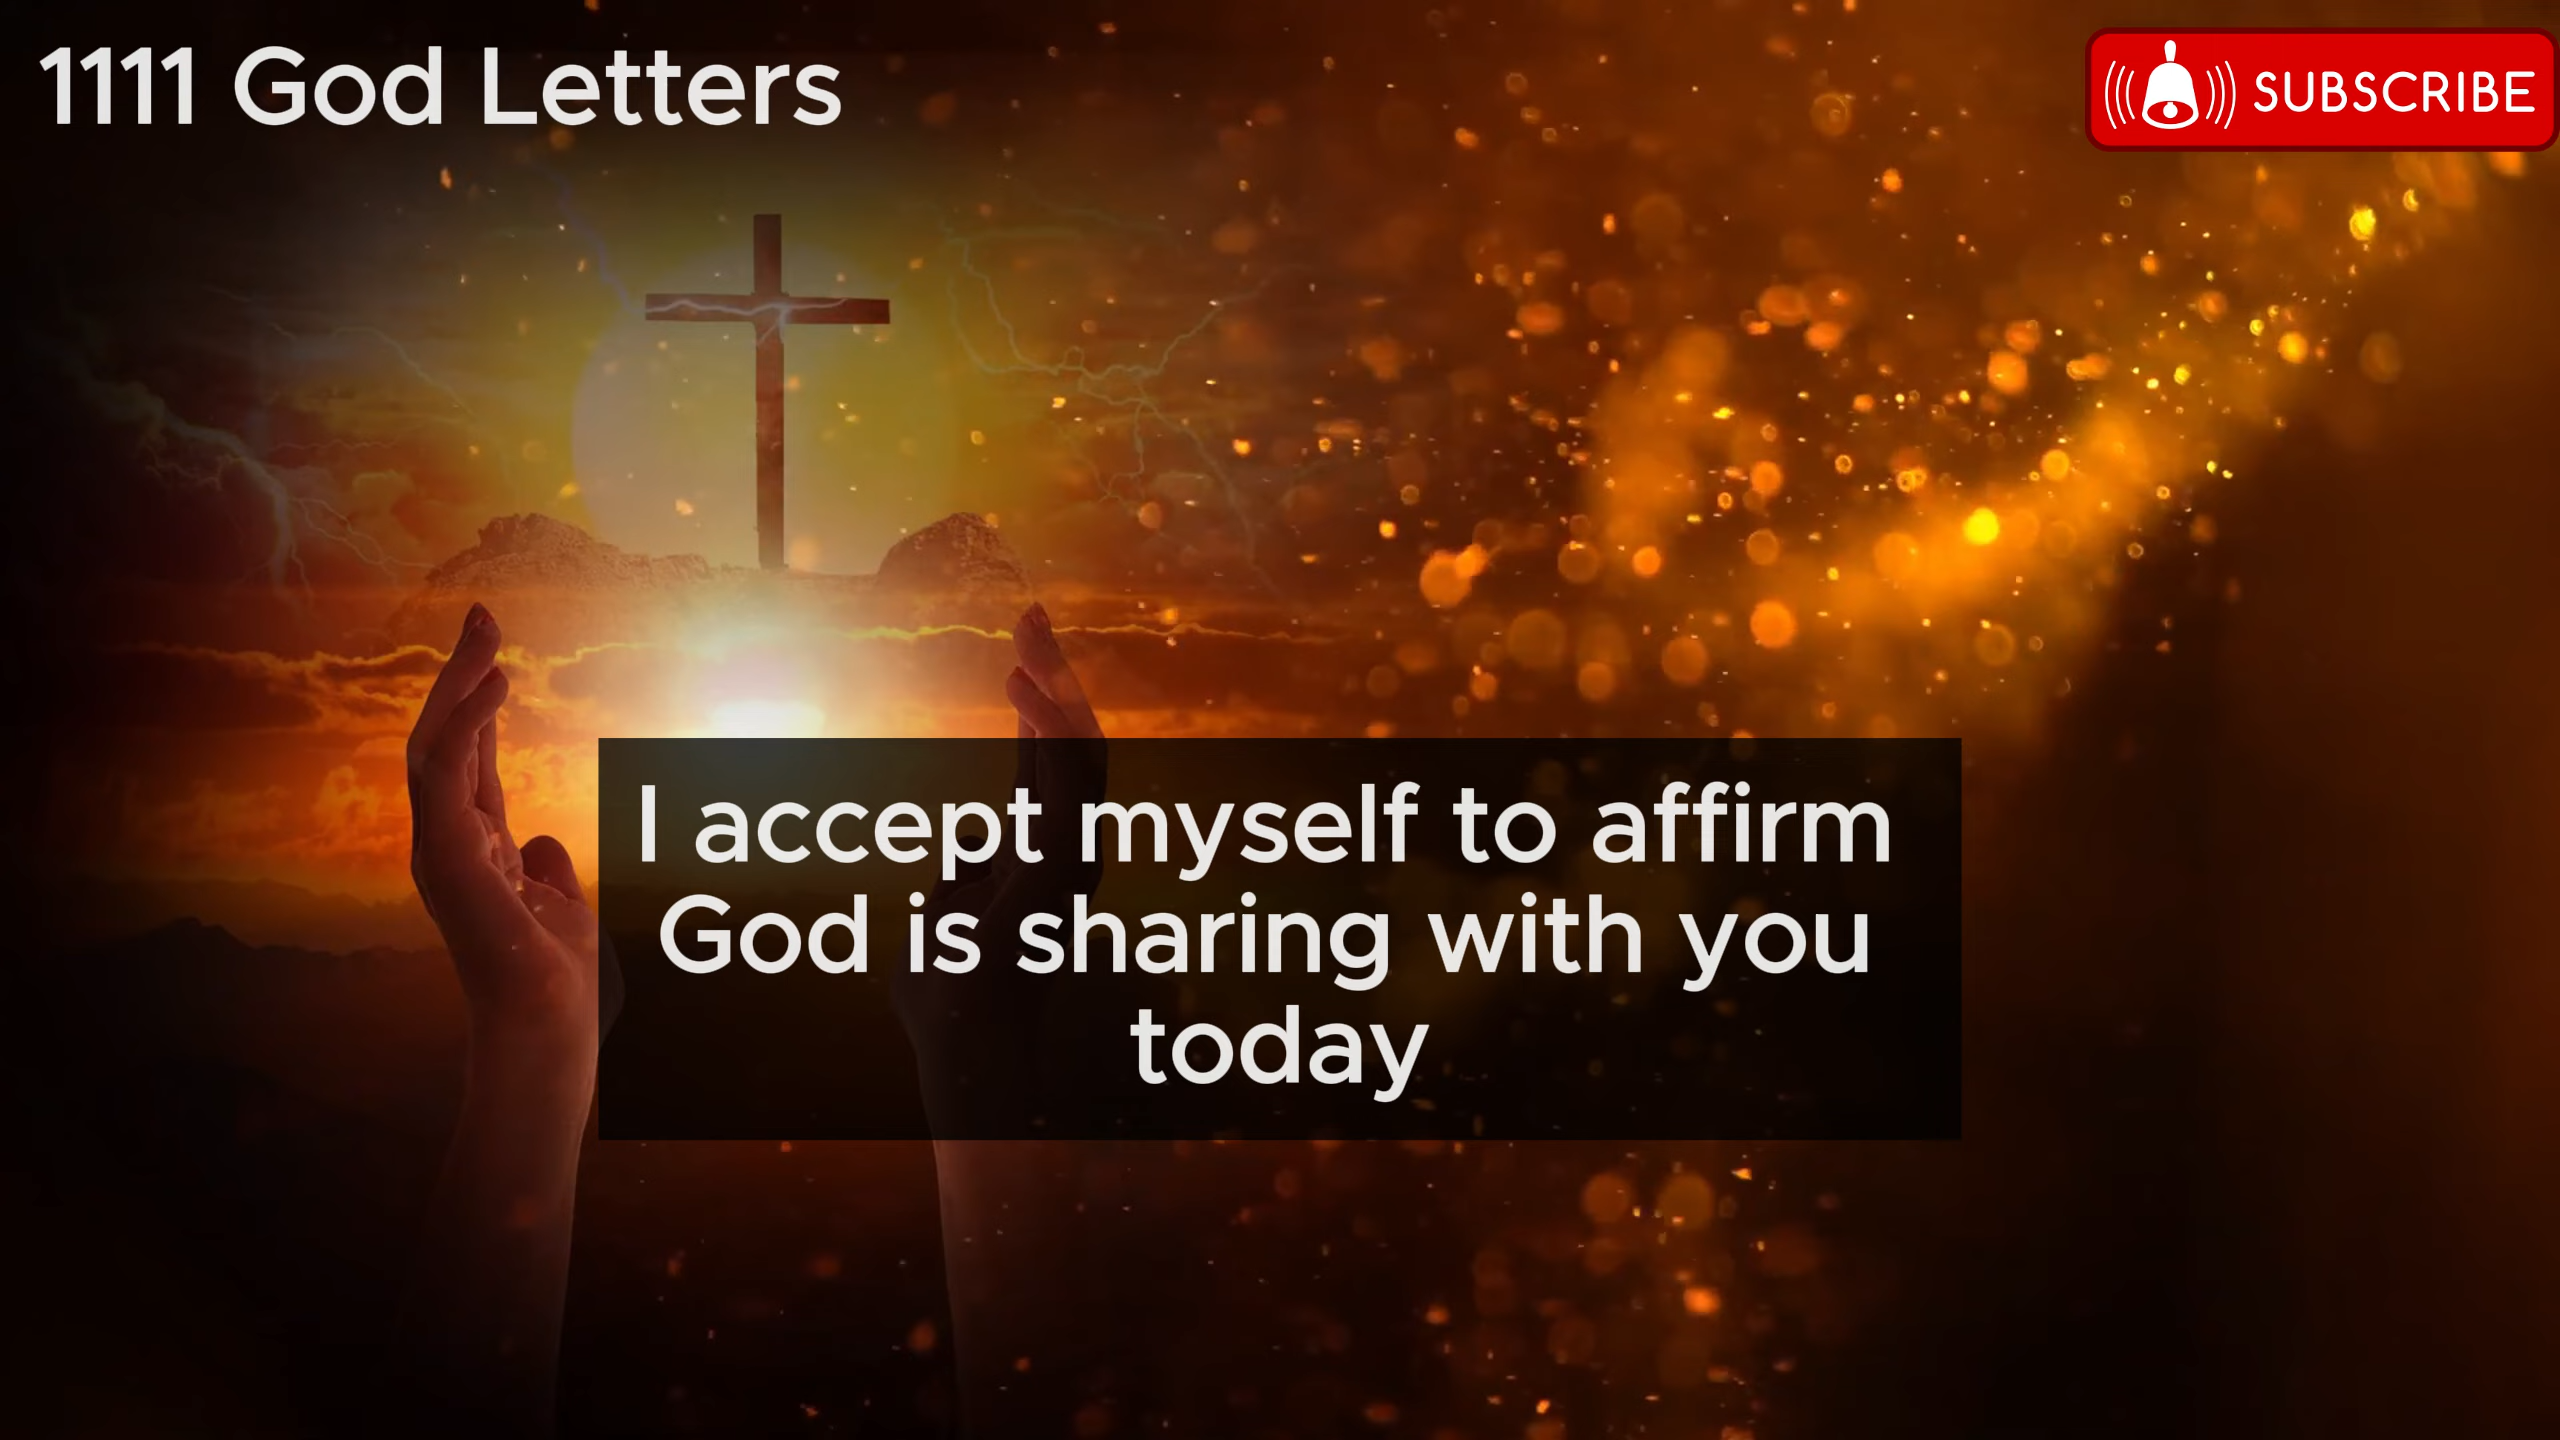 1111 God Letters
SUBSCRIBE
I accept myself to affirm
God is sharing with you
today